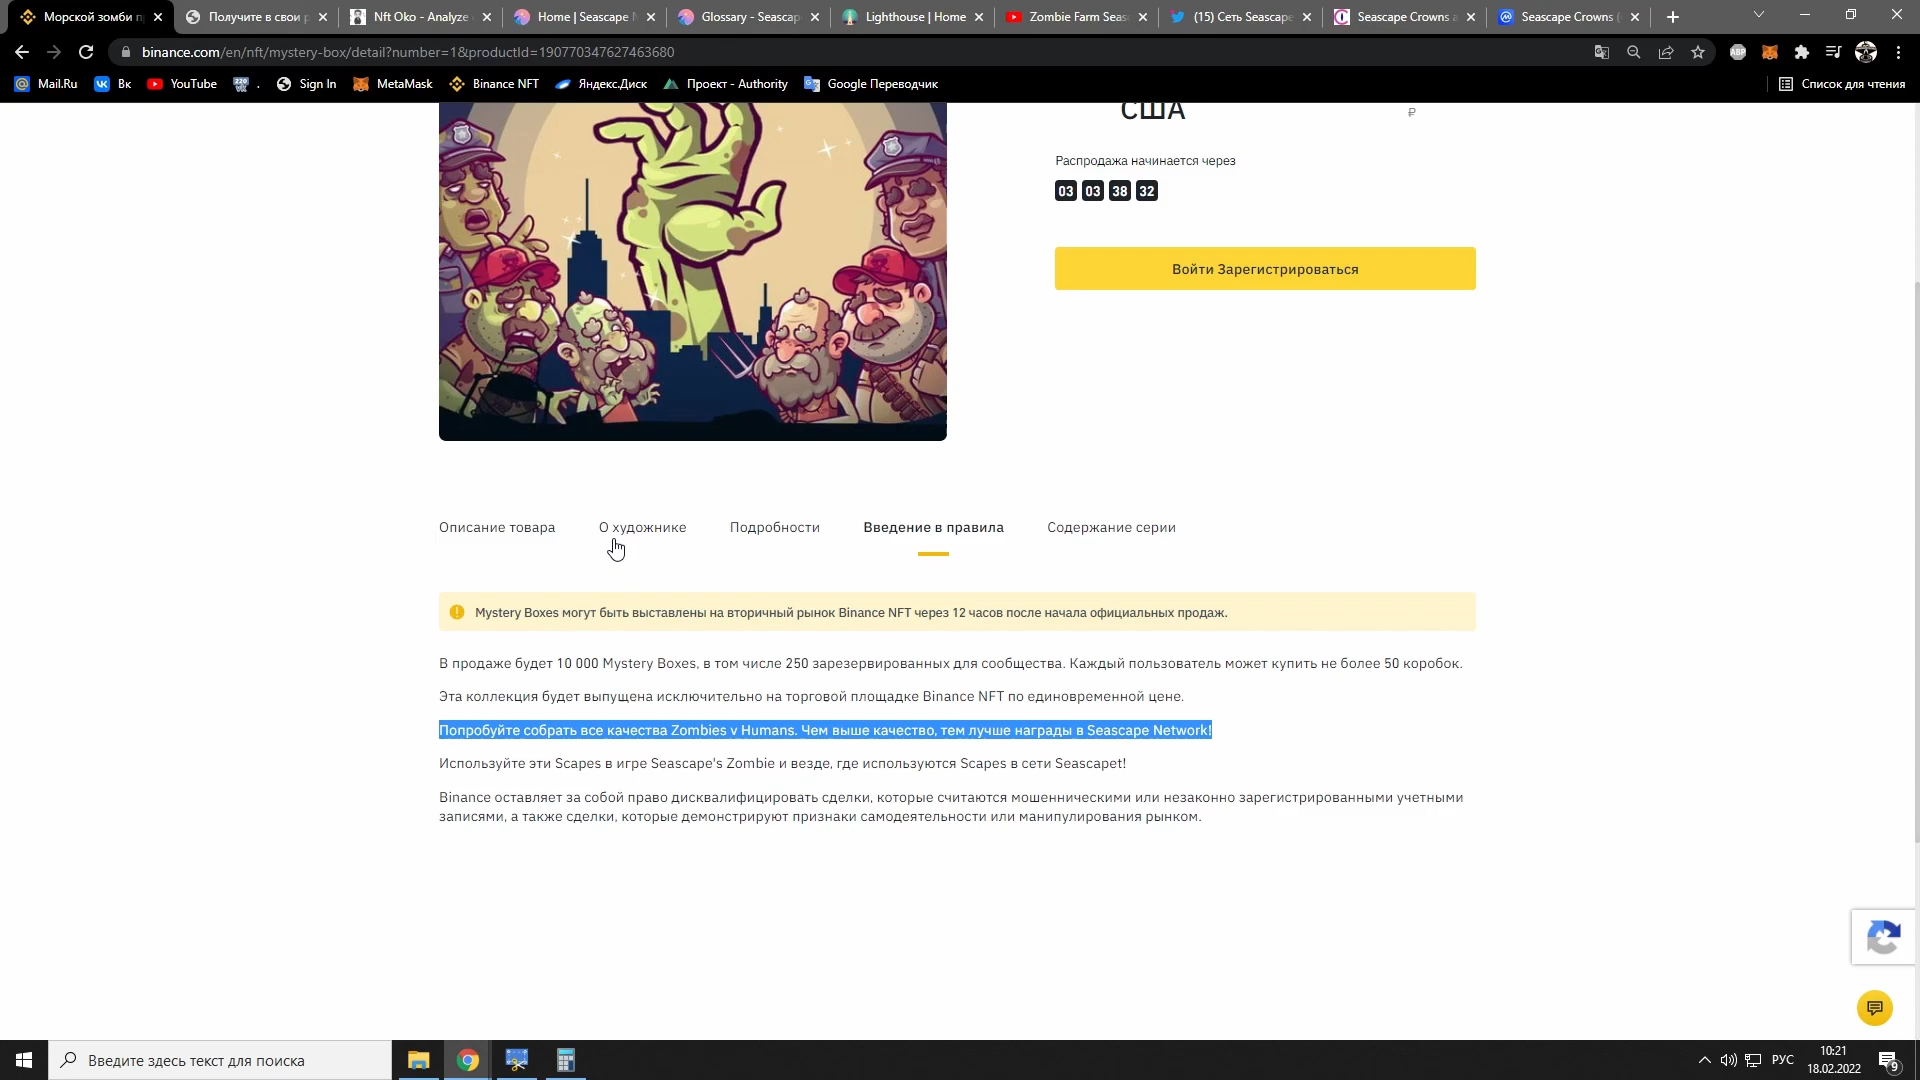 Морской зомби п
Получите в свои р
Nft Oko - Analyze
Home | Seascape N
Glossary - Seascap
Lighthouse | Home
Zombie Farm Seas
(15) Сеть Seascape
Seascape Crowns a
Seascape Crowns (
binance.com/en/nft/mystery-box/detail?number=1&productId=190770347627463680
ABP
Mail.Ru
Вк
YouTube
.
Sign In
MetaMask
Binance NFT
Яндекс.Диск
Проект - Authority
Google Переводчик
Список для чтения
США
₽
Распродажа начинается через
03 03 38 32
Войти Зарегистрироваться
Описание товара
О художнике
Подробности
Введение в правила
Содержание серии
Mystery Boxes могут быть выставлены на вторичный рынок Binance NFT через 12 часов после начала официальных продаж.
В продаже будет 10 000 Mystery Boxes, в том числе 250 зарезервированных для сообщества. Каждый пользователь может купить не более 50 коробок.
Эта коллекция будет выпущена исключительно на торговой площадке Binance NFT по единовременной цене.
Попробуйте собрать все качества Zombies v Humans. Чем выше качество, тем лучше награды в Seascape Network!
Используйте эти Scapes в игре Seascape's Zombie и везде, где используются Scapes в сети Seascapet!
Binance оставляет за собой право дисквалифицировать сделки, которые считаются мошенническими или незаконно зарегистрированными учетными
записями, а также сделки, которые демонстрируют признаки самодеятельности или манипулирования рынком.
Введите здесь текст для поиска
РУС
10:21
18.02.2022
9